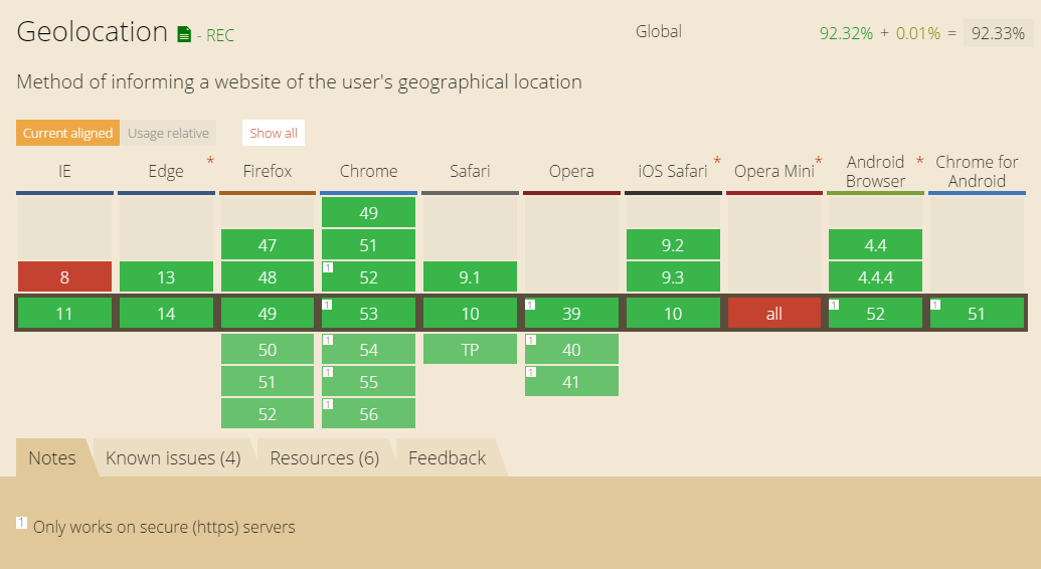 Geolocation - REC
Global 92.32% + 0.01% = 92.33%
Method of informing a website of the user's geographical location
Current aligned Usage relative Show all
IE Edge * Firefox Chrome Safari Opera iOS Safari * Opera Mini * Android Browser * Chrome for Android
49
47 51 9.2 4.4
8 13 48 1 52 9.1 9.3 4.4.4
11 14 49 1 53 10 1 39 10 all 1 52 1 51
50 1 54 TP 1 40
51 1 55 1 41
52 1 56
Notes Known issues (4) Resources (6) Feedback
1 Only works on secure (https) servers